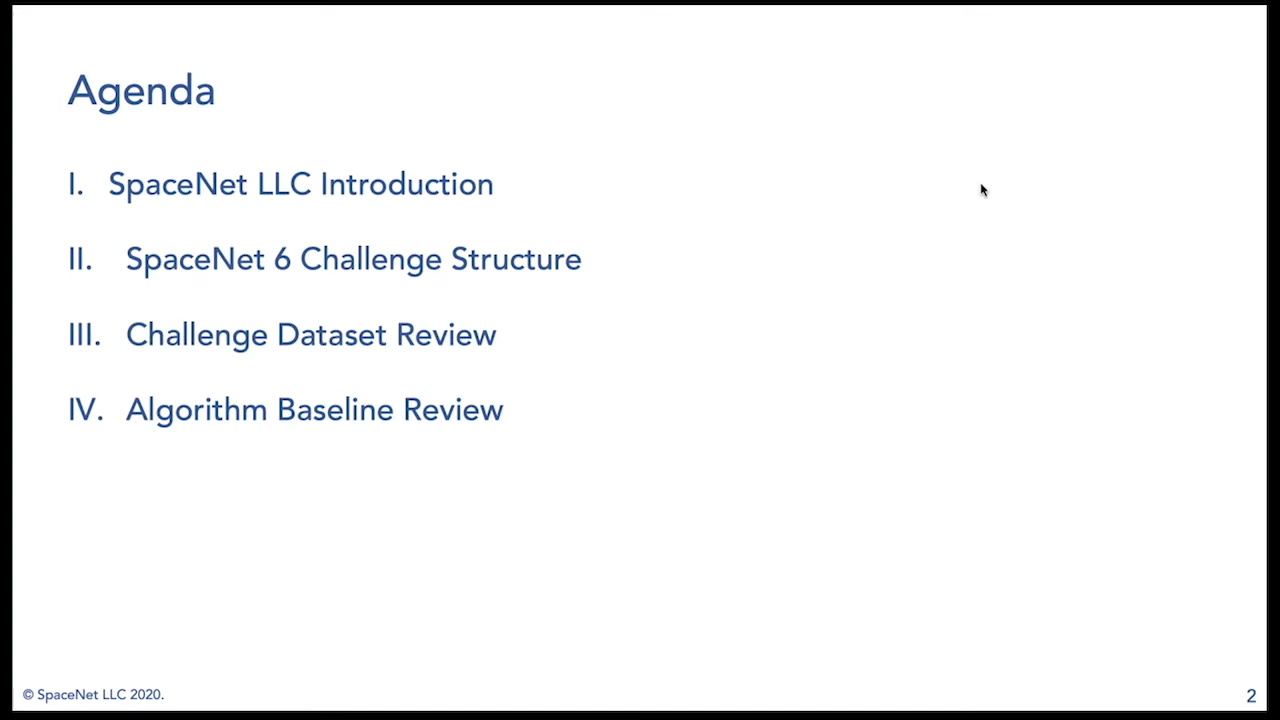 Agenda
I. SpaceNet LLC Introduction
II. SpaceNet 6 Challenge Structure
III. Challenge Dataset Review
IV. Algorithm Baseline Review
© SpaceNet LLC 2020.
2